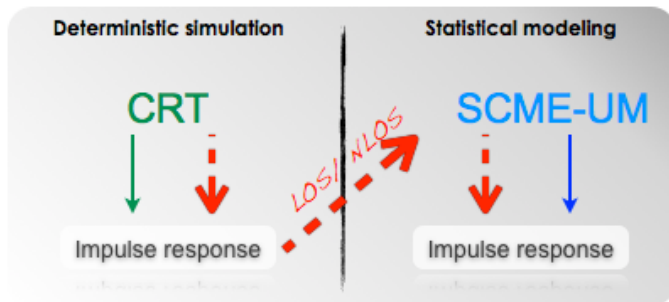 Deterministic simulation
Statistical modeling
CRT
SCME-UM
LOS/ NLOS
Impulse response
Impulse response